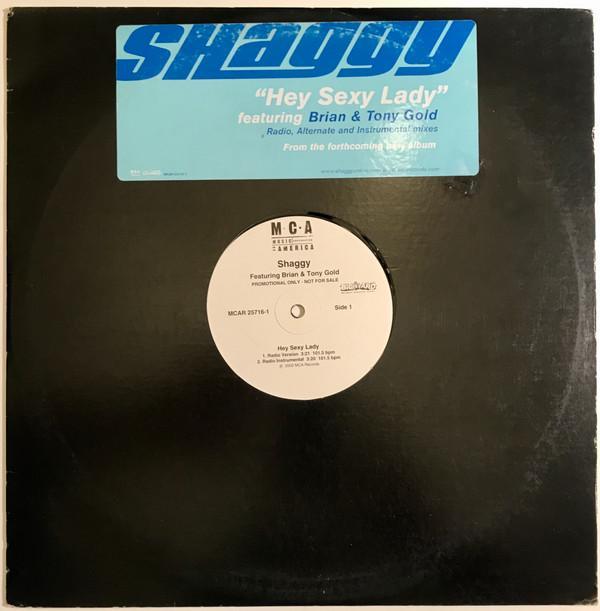 Shaggy
"Hey Sexy Lady"
featuring Brian & Tony Gold
Radio, Alternate and Instrumental mixes
From the forthcoming new album
M·C·A
MUSIC
AMERICA
Shaggy
Featuring Brian & Tony Gold
PROMOTIONAL ONLY - NOT FOR SALE
MCAR 25716-1
Side 1
Hey Sexy Lady
1. Radio Version 3:21 101.5 bpm
2. Radio Instrumental 3:20 101.5 bpm
℗ 2002 MCA Records